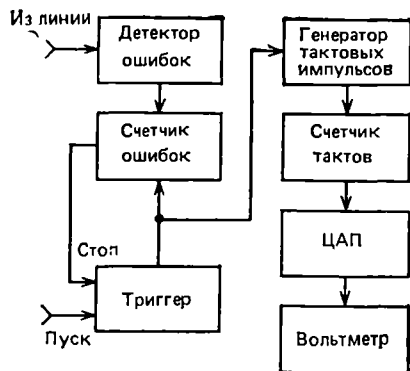 Из линии
Детектор
ошибок
Генератор
тактовых
импульсов
Счетчик
ошибок
Счетчик
тактов
Стоп
Триггер
ЦАП
Пуск
Вольтметр